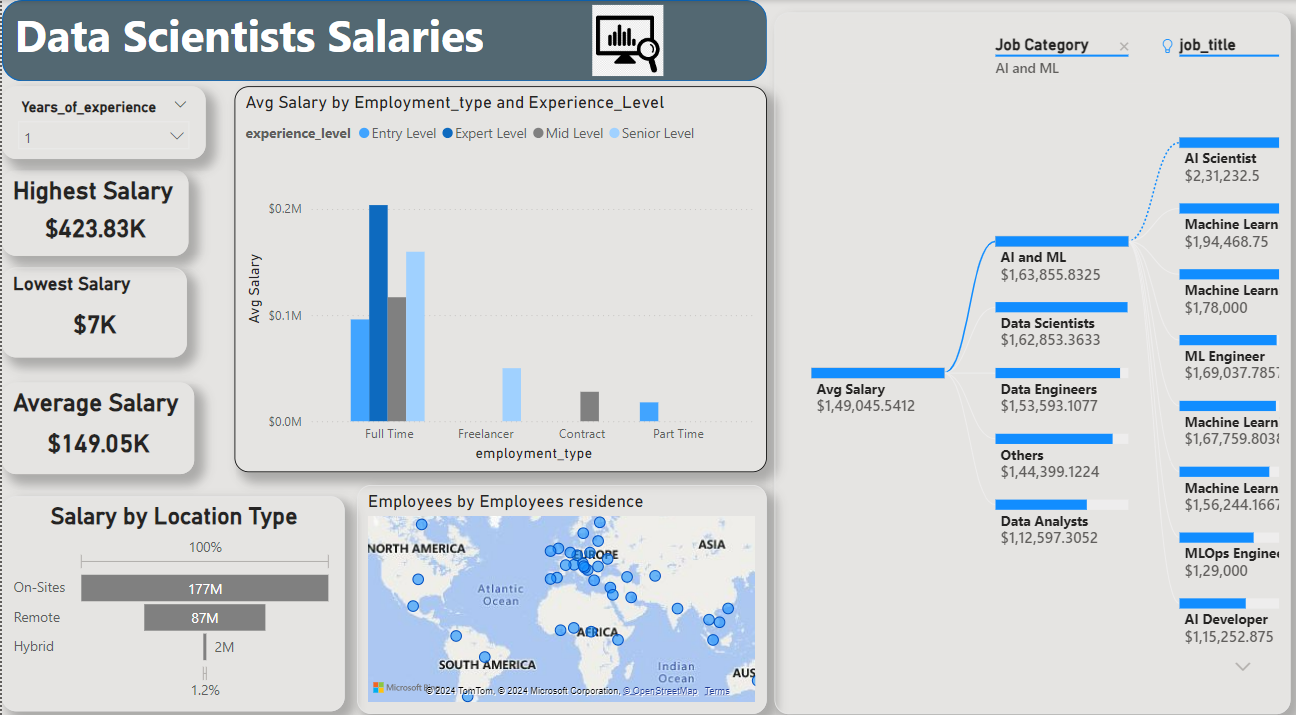 Data Scientists Salaries
Years_of_experience
1
Highest Salary
$423.83K
Lowest Salary
$7K
Average Salary
$149.05K
Avg Salary by Employment_type and Experience_Level
experience_level Entry Level Expert Level Mid Level Senior Level
Avg Salary
$0.2M
$0.1M
$0.0M
Full Time Freelancer Contract Part Time
employment_type
Salary by Location Type
100%
On-Sites 177M
Remote 87M
Hybrid 2M
1.2%
Employees by Employees residence
NORTH AMERICA
EUROPE
ASIA
Atlantic
Ocean
AFRICA
SOUTH AMERICA
Indian
Ocean
AUS
Microsoft Bing
© 2024 TomTom, © 2024 Microsoft Corporation, © OpenStreetMap Terms
Job Category
AI and ML
job_title
Avg Salary
$1,49,045.5412
AI and ML
$1,63,855.8325
Data Scientists
$1,62,853.3633
Data Engineers
$1,53,593.1077
Others
$1,44,399.1224
Data Analysts
$1,12,597.3052
AI Scientist
$2,31,232.5
Machine Learn
$1,94,468.75
Machine Learn
$1,78,000
ML Engineer
$1,69,037.7857
Machine Learn
$1,67,759.8038
Machine Learn
$1,56,244.1667
MLOps Engine
$1,29,000
AI Developer
$1,15,252.875